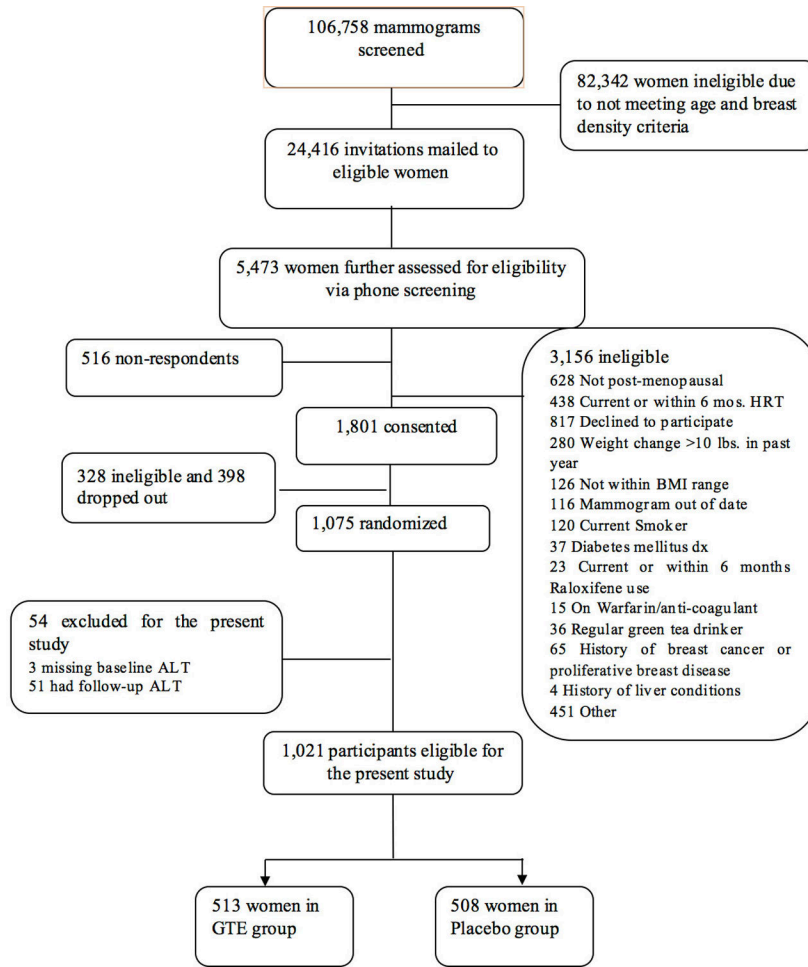 106,758 mammograms
screened
82,342 women ineligible due
to not meeting age and breast
density criteria
24,416 invitations mailed to
eligible women
5,473 women further assessed for eligibility
via phone screening
516 non-respondents
3,156 ineligible
628 Not post-menopausal
438 Current or within 6 mos. HRT
817 Declined to participate
280 Weight change >10 lbs. in past
year
126 Not within BMI range
116 Mammogram out of date
120 Current Smoker
37 Diabetes mellitus dx
23 Current or within 6 months
Raloxifene use
15 On Warfarin/anti-coagulant
36 Regular green tea drinker
65 History of breast cancer or
proliferative breast disease
4 History of liver conditions
451 Other
1,801 consented
328 ineligible and 398
dropped out
1,075 randomized
54 excluded for the present
study
3 missing baseline ALT
51 had follow-up ALT
1,021 participants eligible for
the present study
513 women in
GTE group
508 women in
Placebo group